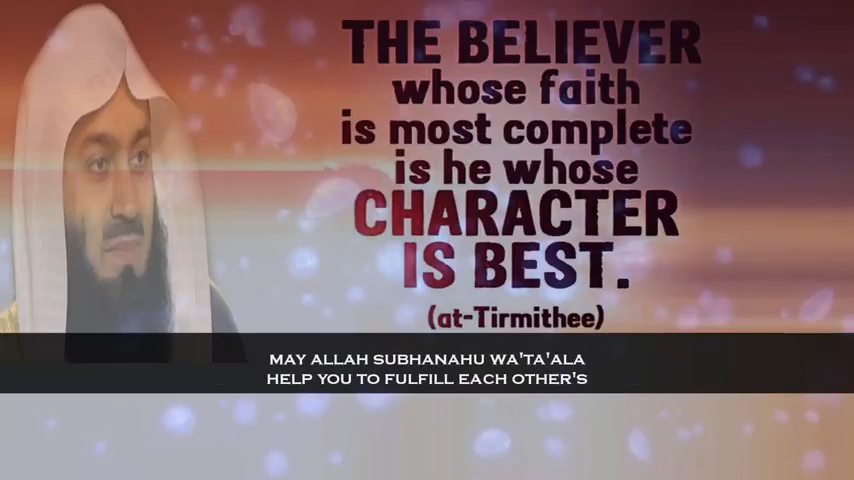 THE BELIEVER
whose faith
is most complete
is he whose
CHARACTER
IS BEST.
(at-Tirmithee)
MAY ALLAH SUBHANAHU WA'TA'ALA
HELP YOU TO FULFILL EACH OTHER'S